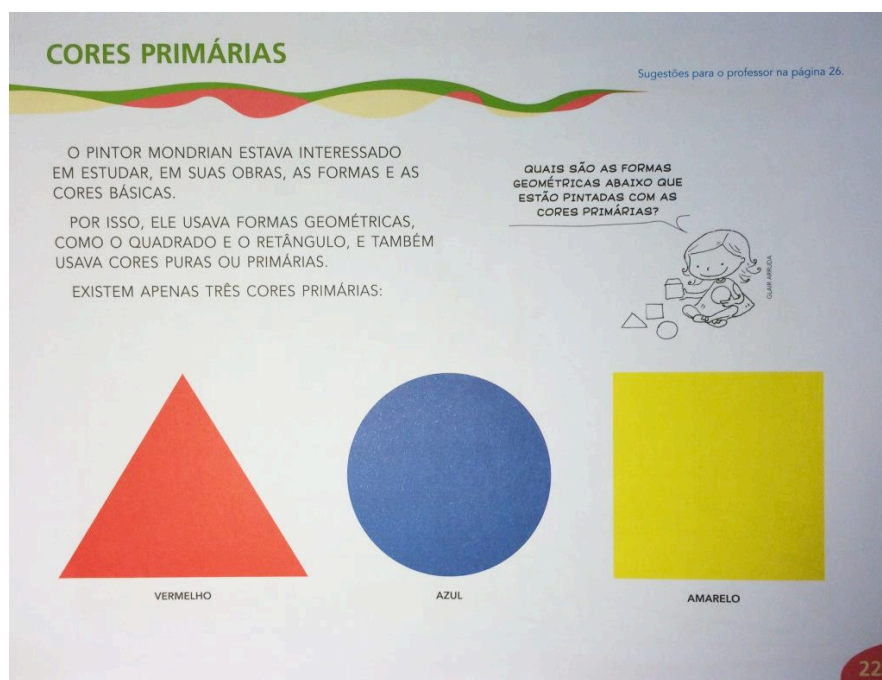 CORES PRIMÁRIAS
Sugestões para o professor na página 26.
O PINTOR MONDRIAN ESTAVA INTERESSADO
EM ESTUDAR, EM SUAS OBRAS, AS FORMAS E AS
CORES BÁSICAS.
POR ISSO, ELE USAVA FORMAS GEOMÉTRICAS,
COMO O QUADRADO E O RETÂNGULO, E TAMBÉM
USAVA CORES PURAS OU PRIMÁRIAS.
EXISTEM APENAS TRÊS CORES PRIMÁRIAS:
QUAIS SÃO AS FORMAS
GEOMÉTRICAS ABAIXO QUE
ESTÃO PINTADAS COM AS
CORES PRIMÁRIAS?
GLAIR ARRUDA
VERMELHO
AZUL
AMARELO
22